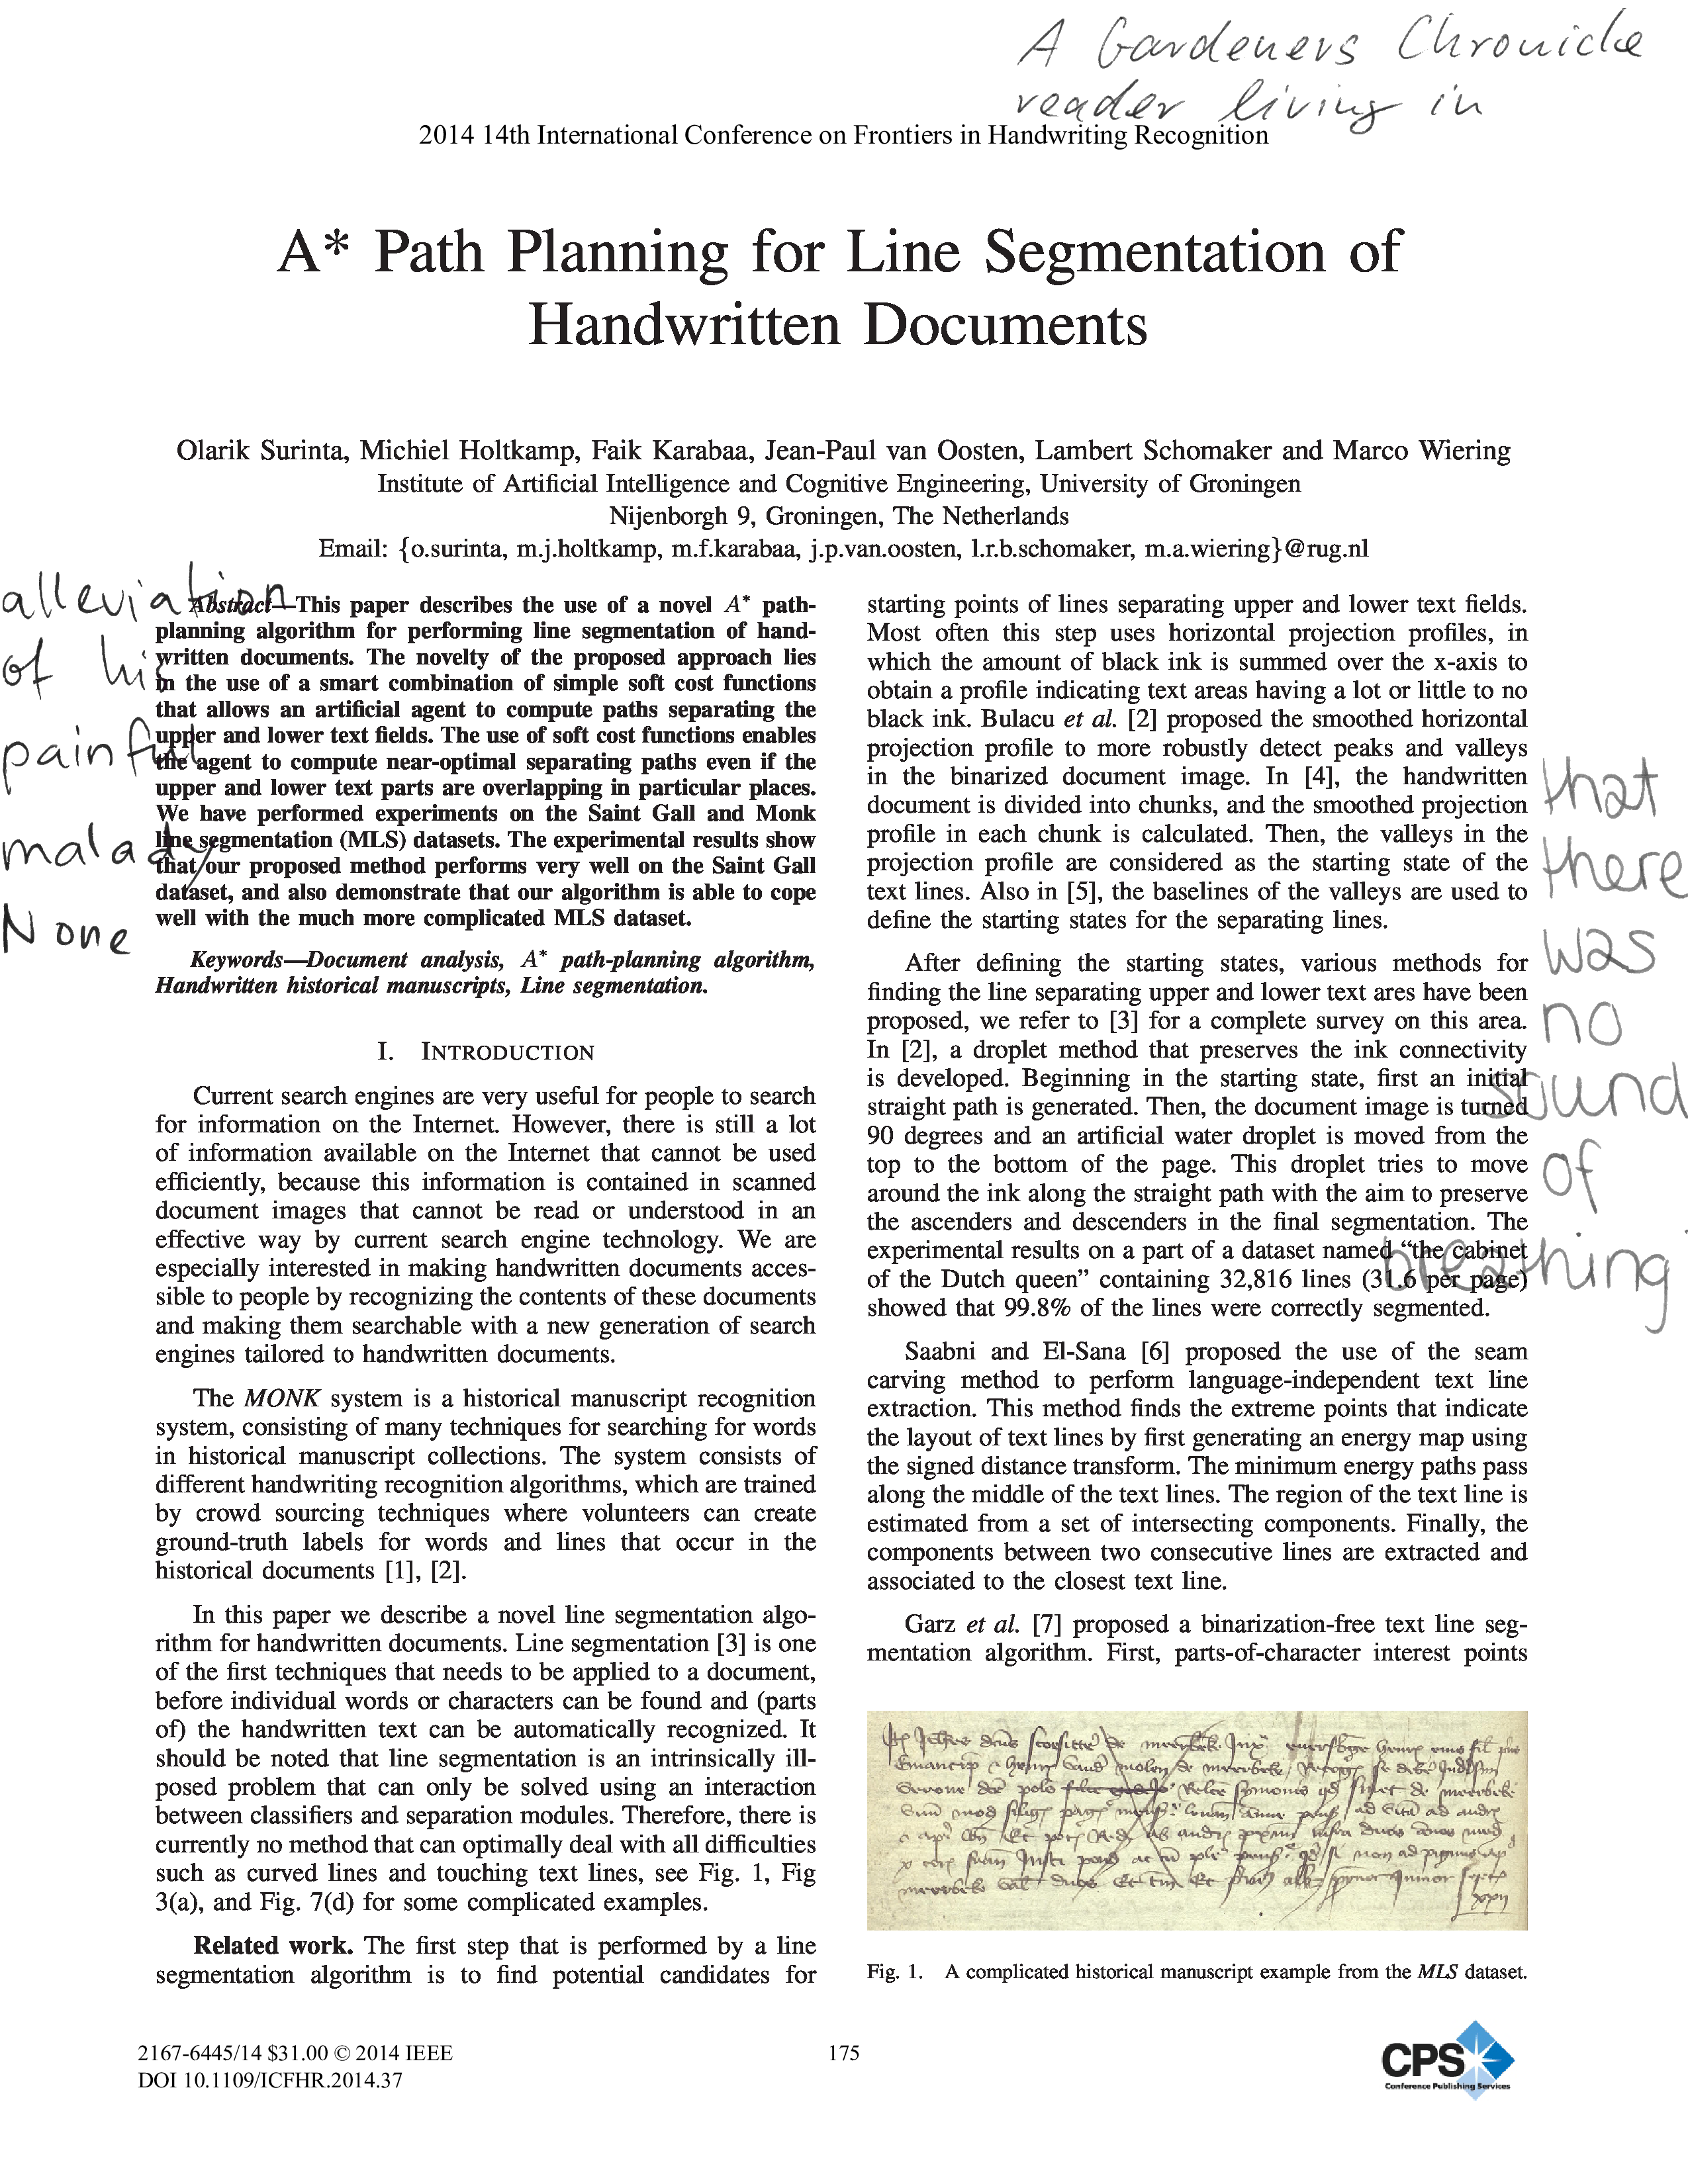 A Gardeners Chronicle
reader living in
2014 14th International Conference on Frontiers in Handwriting Recognition
A* Path Planning for Line Segmentation of
Handwritten Documents
Olarik Surinta, Michiel Holtkamp, Faik Karabaa, Jean-Paul van Oosten, Lambert Schomaker and Marco Wiering
Institute of Artificial Intelligence and Cognitive Engineering, University of Groningen
Nijenborgh 9, Groningen, The Netherlands
Email: {o.surinta, m.j.holtkamp, m.f.karabaa, j.p.van.oosten, l.r.b.schomaker, m.a.wiering}@rug.nl
alleviation
of his
painful
malady
None
Abstract—This paper describes the use of a novel A* path-
planning algorithm for performing line segmentation of hand-
written documents. The novelty of the proposed approach lies
in the use of a smart combination of simple soft cost functions
that allows an artificial agent to compute paths separating the
upper and lower text fields. The use of soft cost functions enables
the agent to compute near-optimal separating paths even if the
upper and lower text parts are overlapping in particular places.
We have performed experiments on the Saint Gall and Monk
line segmentation (MLS) datasets. The experimental results show
that our proposed method performs very well on the Saint Gall
dataset, and also demonstrate that our algorithm is able to cope
well with the much more complicated MLS dataset.
Keywords—Document analysis, A* path-planning algorithm,
Handwritten historical manuscripts, Line segmentation.
I. INTRODUCTION
Current search engines are very useful for people to search
for information on the Internet. However, there is still a lot
of information available on the Internet that cannot be used
efficiently, because this information is contained in scanned
document images that cannot be read or understood in an
effective way by current search engine technology. We are
especially interested in making handwritten documents acces-
sible to people by recognizing the contents of these documents
and making them searchable with a new generation of search
engines tailored to handwritten documents.
The MONK system is a historical manuscript recognition
system, consisting of many techniques for searching for words
in historical manuscript collections. The system consists of
different handwriting recognition algorithms, which are trained
by crowd sourcing techniques where volunteers can create
ground-truth labels for words and lines that occur in the
historical documents [1], [2].
In this paper we describe a novel line segmentation algo-
rithm for handwritten documents. Line segmentation [3] is one
of the first techniques that needs to be applied to a document,
before individual words or characters can be found and (parts
of) the handwritten text can be automatically recognized. It
should be noted that line segmentation is an intrinsically ill-
posed problem that can only be solved using an interaction
between classifiers and separation modules. Therefore, there is
currently no method that can optimally deal with all difficulties
such as curved lines and touching text lines, see Fig. 1, Fig
3(a), and Fig. 7(d) for some complicated examples.
Related work. The first step that is performed by a line
segmentation algorithm is to find potential candidates for
starting points of lines separating upper and lower text fields.
Most often this step uses horizontal projection profiles, in
which the amount of black ink is summed over the x-axis to
obtain a profile indicating text areas having a lot or little to no
black ink. Bulacu et al. [2] proposed the smoothed horizontal
projection profile to more robustly detect peaks and valleys
in the binarized document image. In [4], the handwritten
document is divided into chunks, and the smoothed projection
profile in each chunk is calculated. Then, the valleys in the
projection profile are considered as the starting state of the
text lines. Also in [5], the baselines of the valleys are used to
define the starting states for the separating lines.
After defining the starting states, various methods for
finding the line separating upper and lower text ares have been
proposed, we refer to [3] for a complete survey on this area.
In [2], a droplet method that preserves the ink connectivity
is developed. Beginning in the starting state, first an initial
straight path is generated. Then, the document image is turned
90 degrees and an artificial water droplet is moved from the
top to the bottom of the page. This droplet tries to move
around the ink along the straight path with the aim to preserve
the ascenders and descenders in the final segmentation. The
experimental results on a part of a dataset named “the cabinet
of the Dutch queen” containing 32,816 lines (31.6 per page)
showed that 99.8% of the lines were correctly segmented.
Saabni and El-Sana [6] proposed the use of the seam
carving method to perform language-independent text line
extraction. This method finds the extreme points that indicate
the layout of text lines by first generating an energy map using
the signed distance transform. The minimum energy paths pass
along the middle of the text lines. The region of the text line is
estimated from a set of intersecting components. Finally, the
components between two consecutive lines are extracted and
associated to the closest text line.
Garz et al. [7] proposed a binarization-free text line seg-
mentation algorithm. First, parts-of-character interest points
that
there
was
no
sound
of
breathing
Fig. 1. A complicated historical manuscript example from the MLS dataset.
2167-6445/14 $31.00 © 2014 IEEE
DOI 10.1109/ICFHR.2014.37
175
CPS
Conference Publishing Services